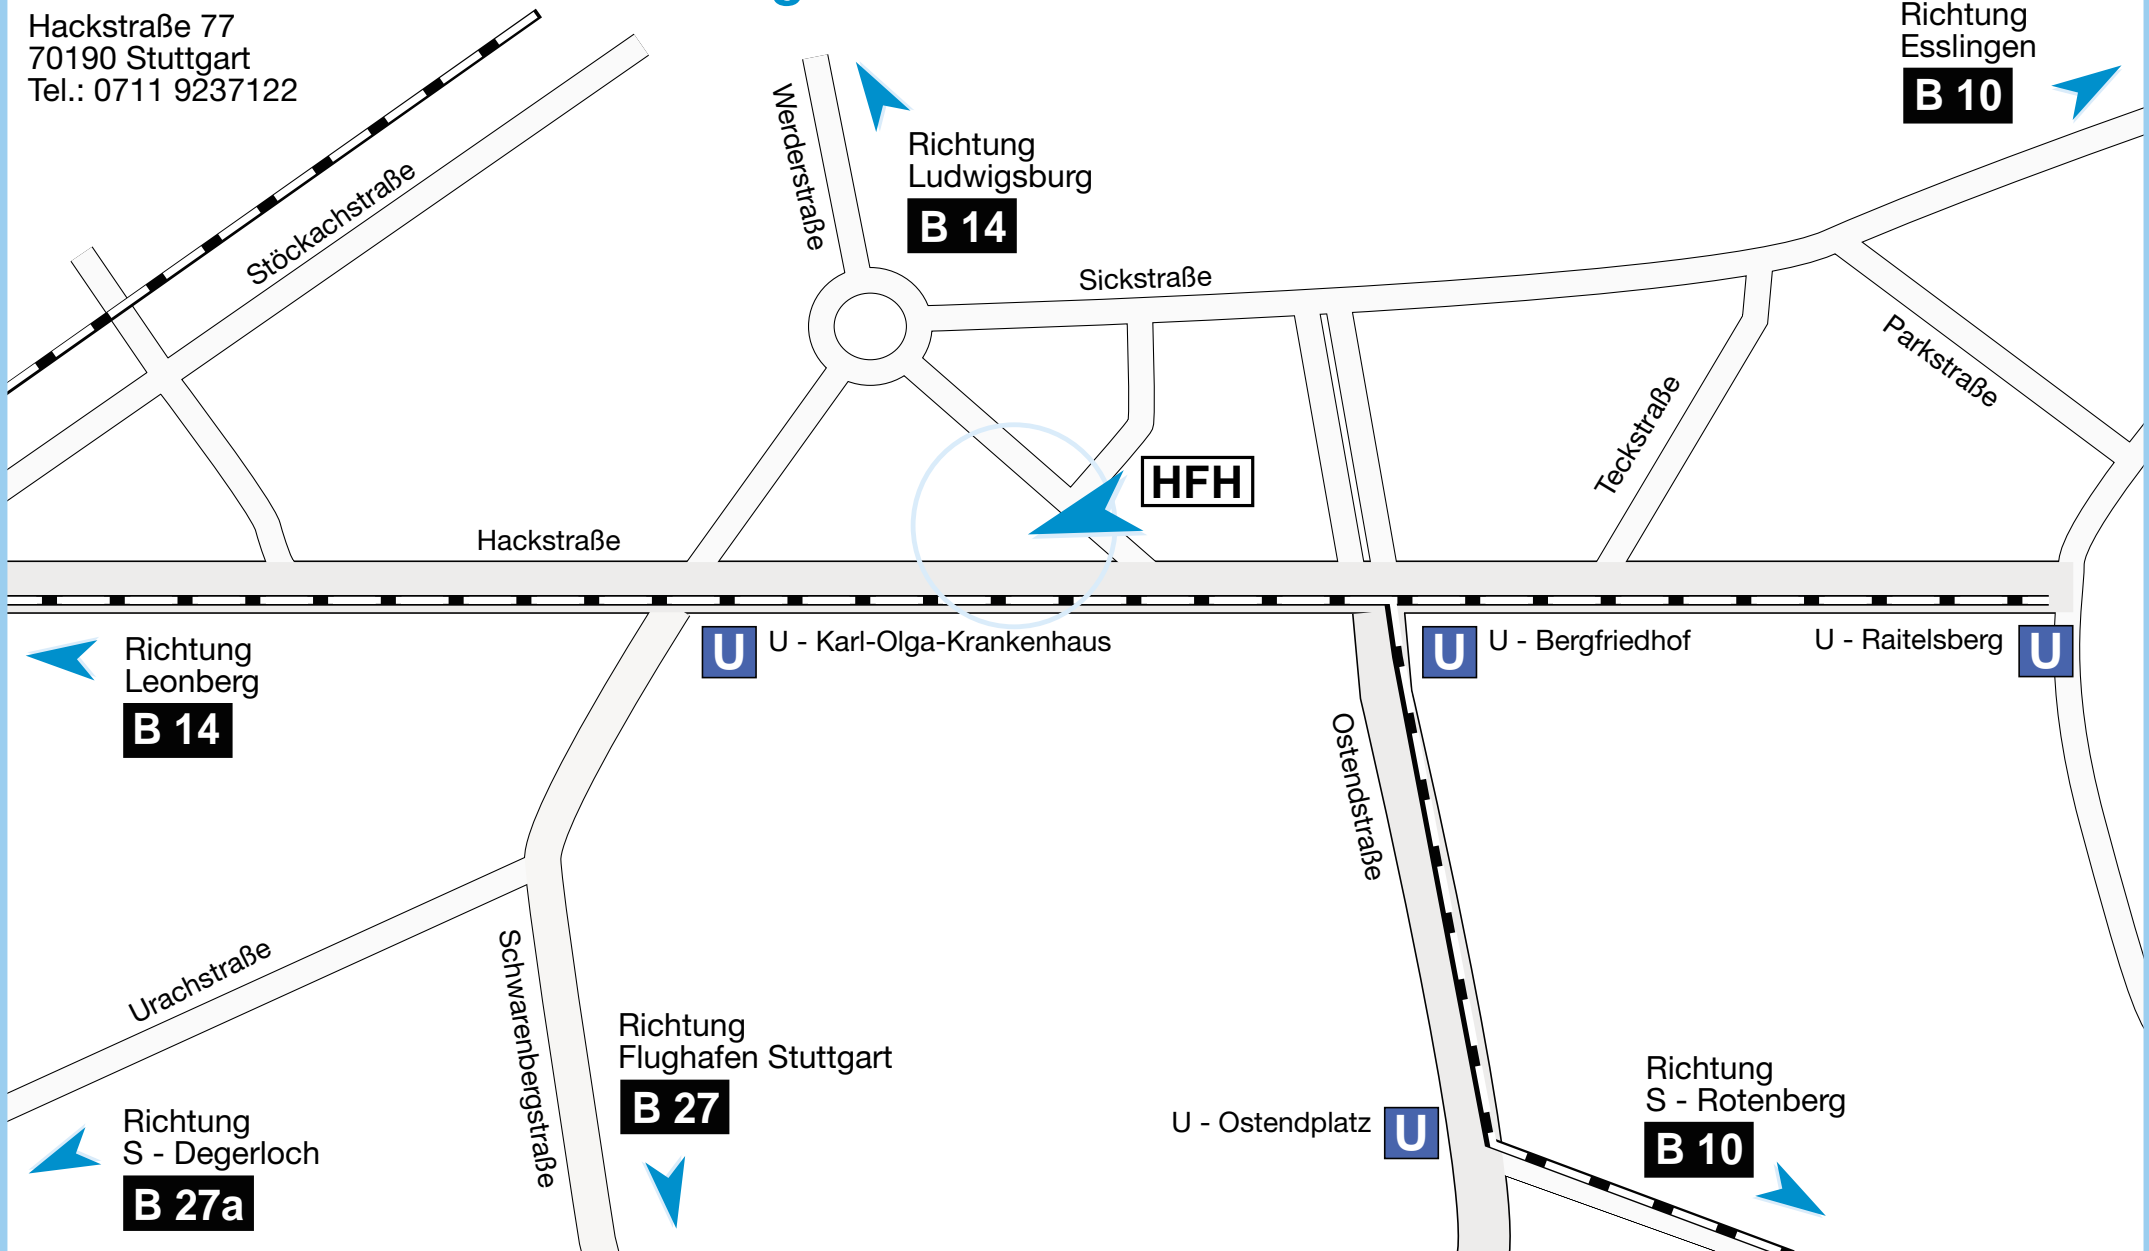 Hackstraße 77
70190 Stuttgart
Tel.: 0711 9237122
Richtung
Esslingen
B 10
Werderstraße
Richtung
Ludwigsburg
B 14
Stöckachstraße
Sickstraße
Parkstraße
Teckstraße
HFH
Hackstraße
U
U - Karl-Olga-Krankenhaus
U
U - Bergfriedhof
U - Raitelsberg
U
Richtung
Leonberg
B 14
Ostendstraße
Urachstraße
Schwarenbergstraße
Richtung
Flughafen Stuttgart
B 27
U - Ostendplatz
U
Richtung
S - Rotenberg
B 10
Richtung
S - Degerloch
B 27a